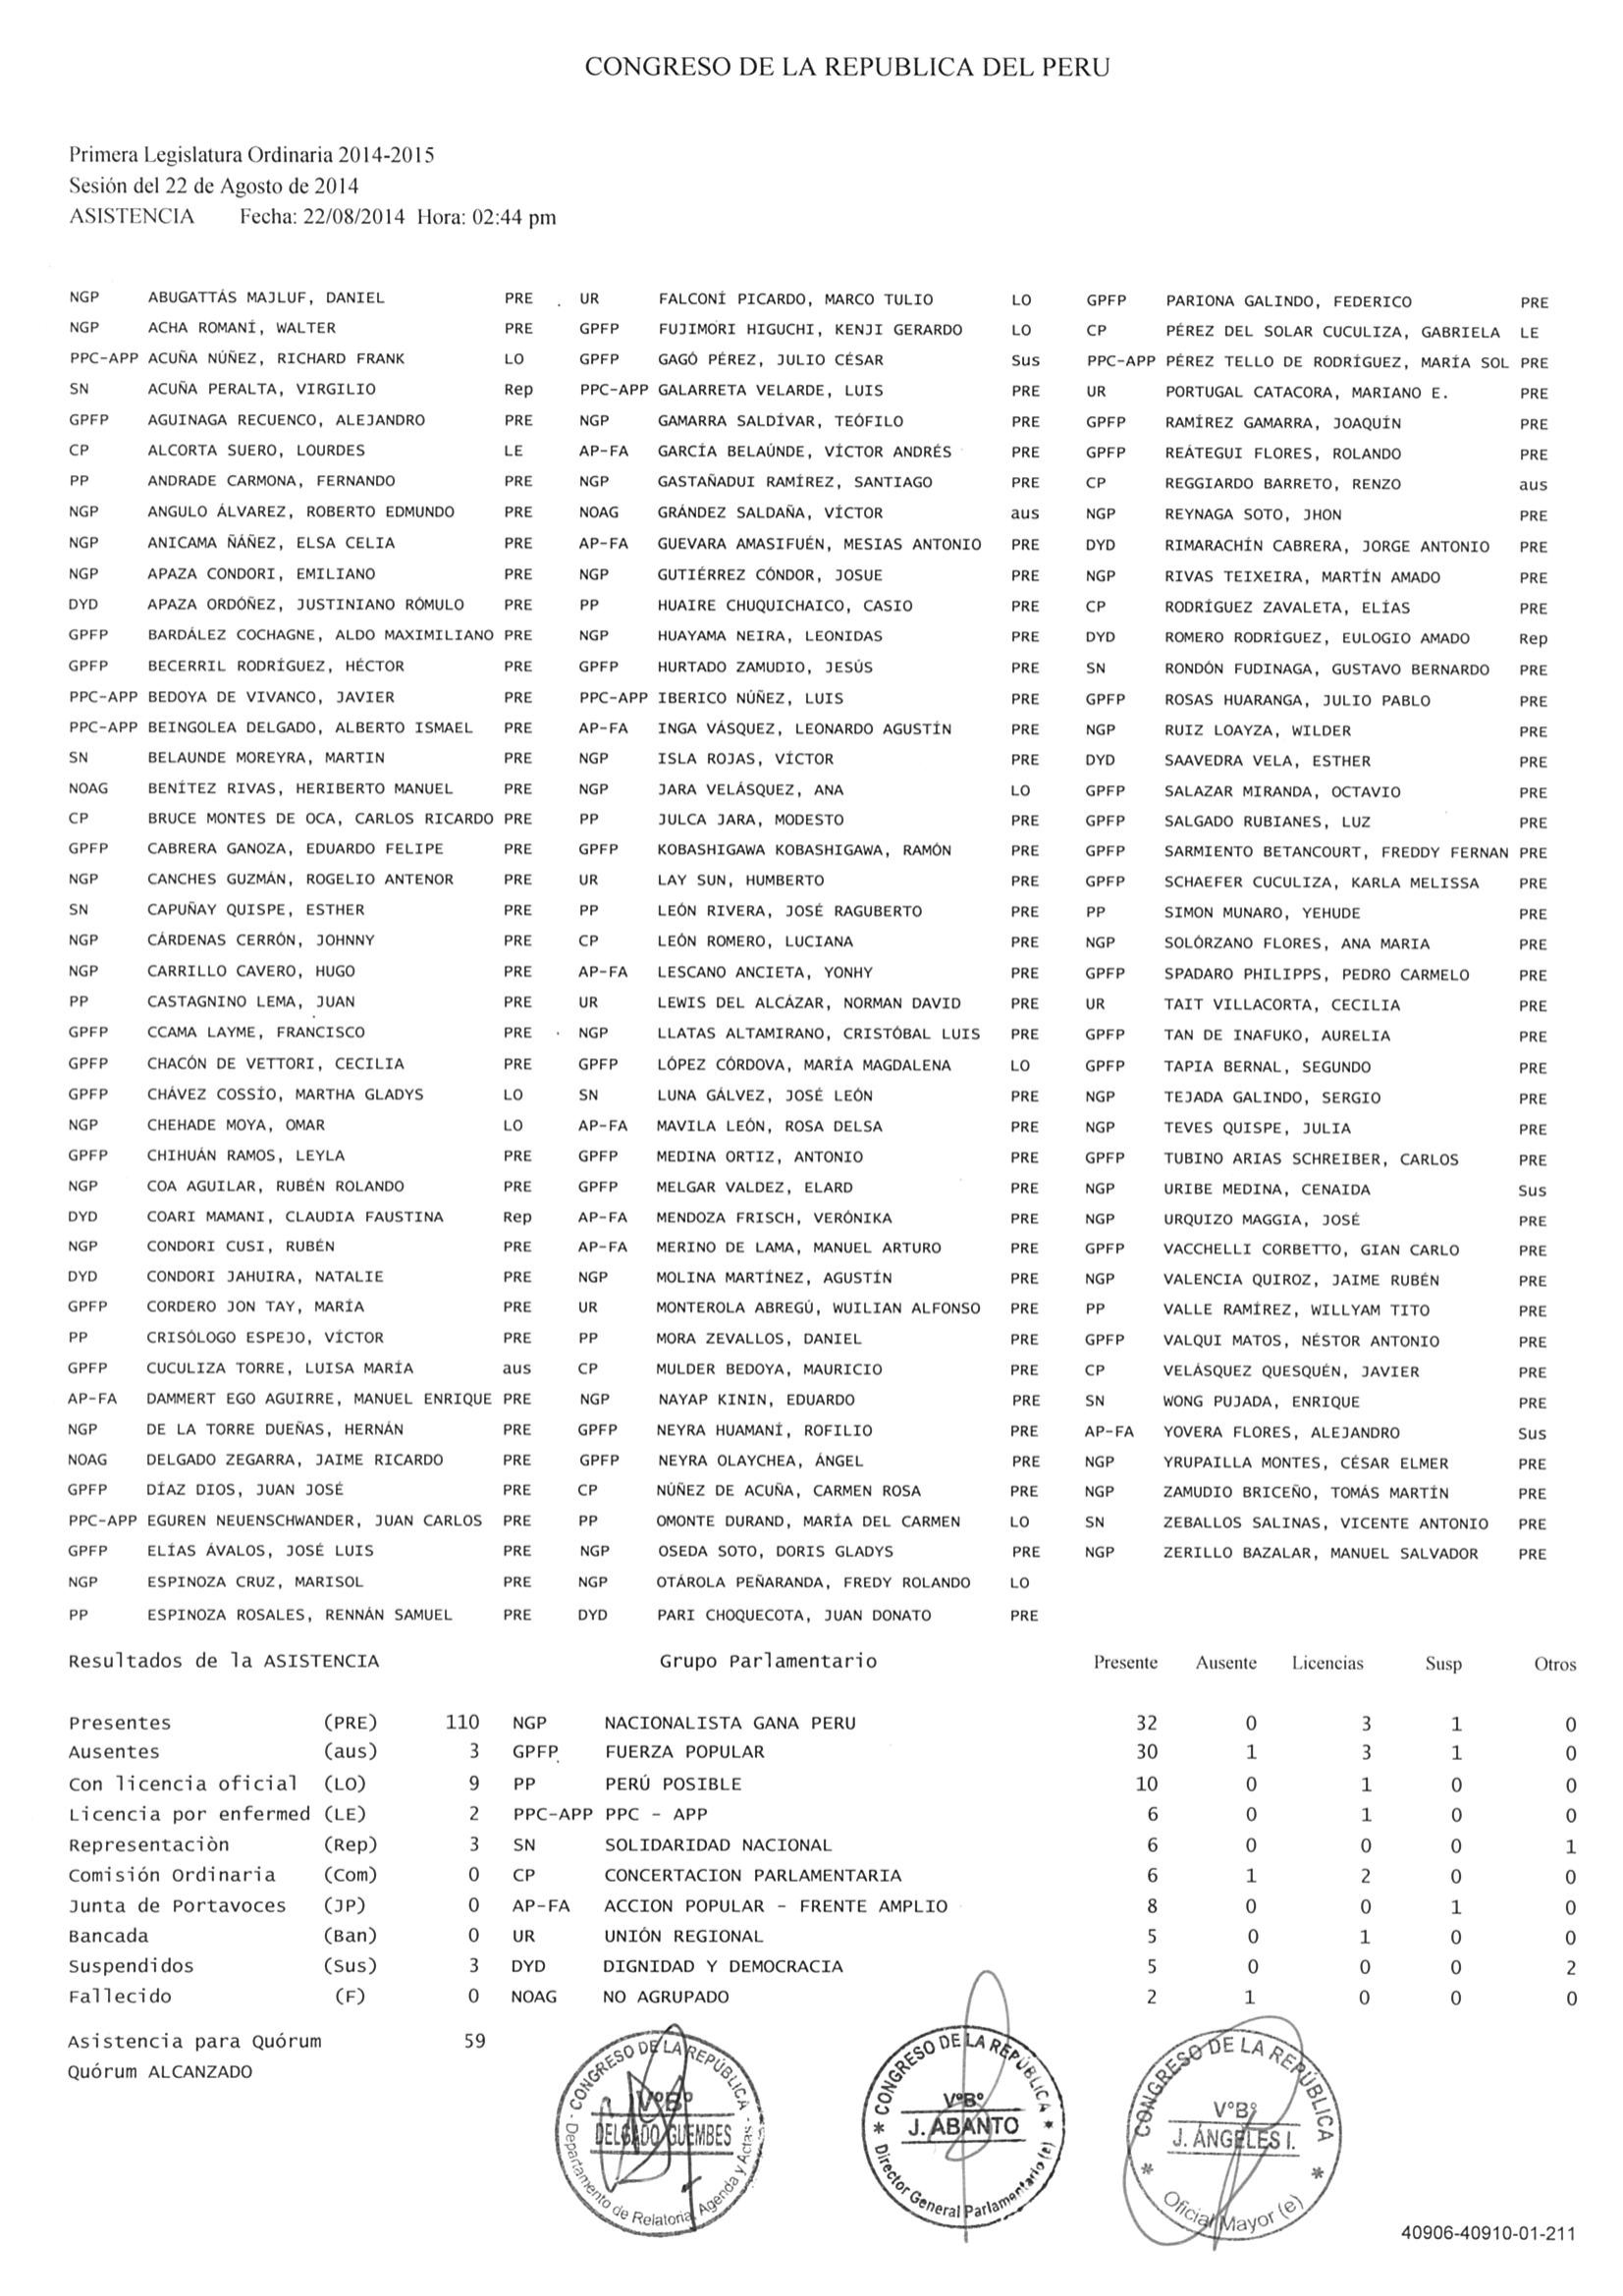 CONGRESO DE LA REPUBLICA DEL PERU
Primera Legislatura Ordinaria 2014-2015
Sesión del 22 de Agosto de 2014
ASISTENCIA Fecha: 22/08/2014 Hora: 02:44 pm
NGP ABUGATTÁS MAJLUF, DANIEL PRE UR FALCONÍ PICARDO, MARCO TULIO LO GPFP PARIONA GALINDO, FEDERICO PRE
NGP ACHA ROMANÍ, WALTER PRE GPFP FUJIMORI HIGUCHI, KENJI GERARDO LO CP PÉREZ DEL SOLAR CUCULIZA, GABRIELA LE
PPC-APP ACUÑA NÚÑEZ, RICHARD FRANK LO GPFP GAGÓ PÉREZ, JULIO CÉSAR Sus PPC-APP PÉREZ TELLO DE RODRÍGUEZ, MARÍA SOL PRE
SN ACUÑA PERALTA, VIRGILIO Rep PPC-APP GALARRETA VELARDE, LUIS PRE UR PORTUGAL CATACORA, MARIANO E. PRE
GPFP AGUINAGA RECUENCO, ALEJANDRO PRE NGP GAMARRA SALDÍVAR, TEÓFILO PRE GPFP RAMÍREZ GAMARRA, JOAQUÍN PRE
CP ALCORTA SUERO, LOURDES LE AP-FA GARCÍA BELAÚNDE, VÍCTOR ANDRÉS PRE GPFP REÁTEGUI FLORES, ROLANDO PRE
PP ANDRADE CARMONA, FERNANDO PRE NGP GASTAÑADUI RAMÍREZ, SANTIAGO PRE CP REGGIARDO BARRETO, RENZO aus
NGP ANGULO ÁLVAREZ, ROBERTO EDMUNDO PRE NOAG GRÁNDEZ SALDAÑA, VÍCTOR aus NGP REYNAGA SOTO, JHON PRE
NGP ANICAMA ÑÁÑEZ, ELSA CELIA PRE AP-FA GUEVARA AMASIFUÉN, MESIAS ANTONIO PRE DYD RIMARACHÍN CABRERA, JORGE ANTONIO PRE
NGP APAZA CONDORI, EMILIANO PRE NGP GUTIÉRREZ CÓNDOR, JOSUE PRE NGP RIVAS TEIXEIRA, MARTÍN AMADO PRE
DYD APAZA ORDÓÑEZ, JUSTINIANO RÓMULO PRE PP HUAIRE CHUQUICHAICO, CASIO PRE CP RODRÍGUEZ ZAVALETA, ELÍAS PRE
GPFP BARDÁLEZ COCHAGNE, ALDO MAXIMILIANO PRE NGP HUAYAMA NEIRA, LEONIDAS PRE DYD ROMERO RODRÍGUEZ, EULOGIO AMADO Rep
GPFP BECERRIL RODRÍGUEZ, HÉCTOR PRE GPFP HURTADO ZAMUDIO, JESÚS PRE SN RONDÓN FUDINAGA, GUSTAVO BERNARDO PRE
PPC-APP BEDOYA DE VIVANCO, JAVIER PRE PPC-APP IBERICO NÚÑEZ, LUIS PRE GPFP ROSAS HUARANGA, JULIO PABLO PRE
PPC-APP BEINGOLEA DELGADO, ALBERTO ISMAEL PRE AP-FA INGA VÁSQUEZ, LEONARDO AGUSTÍN PRE NGP RUIZ LOAYZA, WILDER PRE
SN BELAUNDE MOREYRA, MARTIN PRE NGP ISLA ROJAS, VÍCTOR PRE DYD SAAVEDRA VELA, ESTHER PRE
NOAG BENÍTEZ RIVAS, HERIBERTO MANUEL PRE NGP JARA VELÁSQUEZ, ANA LO GPFP SALAZAR MIRANDA, OCTAVIO PRE
CP BRUCE MONTES DE OCA, CARLOS RICARDO PRE PP JULCA JARA, MODESTO PRE GPFP SALGADO RUBIANES, LUZ PRE
GPFP CABRERA GANOZA, EDUARDO FELIPE PRE GPFP KOBASHIGAWA KOBASHIGAWA, RAMÓN PRE GPFP SARMIENTO BETANCOURT, FREDDY FERNAN PRE
NGP CANCHES GUZMÁN, ROGELIO ANTENOR PRE UR LAY SUN, HUMBERTO PRE GPFP SCHAEFER CUCULIZA, KARLA MELISSA PRE
SN CAPUÑAY QUISPE, ESTHER PRE PP LEÓN RIVERA, JOSÉ RAGUBERTO PRE PP SIMON MUNARO, YEHUDE PRE
NGP CÁRDENAS CERRÓN, JOHNNY PRE CP LEÓN ROMERO, LUCIANA PRE NGP SOLÓRZANO FLORES, ANA MARIA PRE
NGP CARRILLO CAVERO, HUGO PRE AP-FA LESCANO ANCIETA, YONHY PRE GPFP SPADARO PHILIPPS, PEDRO CARMELO PRE
PP CASTAGNINO LEMA, JUAN PRE UR LEWIS DEL ALCÁZAR, NORMAN DAVID PRE UR TAIT VILLACORTA, CECILIA PRE
GPFP CCAMA LAYME, FRANCISCO PRE NGP LLATAS ALTAMIRANO, CRISTÓBAL LUIS PRE GPFP TAN DE INAFUKO, AURELIA PRE
GPFP CHACÓN DE VETTORI, CECILIA PRE GPFP LÓPEZ CÓRDOVA, MARÍA MAGDALENA LO GPFP TAPIA BERNAL, SEGUNDO PRE
GPFP CHÁVEZ COSSÍO, MARTHA GLADYS LO SN LUNA GÁLVEZ, JOSÉ LEÓN PRE NGP TEJADA GALINDO, SERGIO PRE
NGP CHEHADE MOYA, OMAR LO AP-FA MAVILA LEÓN, ROSA DELSA PRE NGP TEVES QUISPE, JULIA PRE
GPFP CHIHUÁN RAMOS, LEYLA PRE GPFP MEDINA ORTIZ, ANTONIO PRE GPFP TUBINO ARIAS SCHREIBER, CARLOS PRE
NGP COA AGUILAR, RUBÉN ROLANDO PRE GPFP MELGAR VALDEZ, ELARD PRE NGP URIBE MEDINA, CENAIDA Sus
DYD COARI MAMANI, CLAUDIA FAUSTINA Rep AP-FA MENDOZA FRISCH, VERÓNIKA PRE NGP URQUIZO MAGGIA, JOSÉ PRE
NGP CONDORI CUSI, RUBÉN PRE AP-FA MERINO DE LAMA, MANUEL ARTURO PRE GPFP VACCHELLI CORBETTO, GIAN CARLO PRE
DYD CONDORI JAHUIRA, NATALIE PRE NGP MOLINA MARTÍNEZ, AGUSTÍN PRE NGP VALENCIA QUIROZ, JAIME RUBÉN PRE
GPFP CORDERO JON TAY, MARÍA PRE UR MONTEROLA ABREGÚ, WUILIAN ALFONSO PRE PP VALLE RAMÍREZ, WILLYAM TITO PRE
PP CRISÓLOGO ESPEJO, VÍCTOR PRE PP MORA ZEVALLOS, DANIEL PRE GPFP VALQUI MATOS, NÉSTOR ANTONIO PRE
GPFP CUCULIZA TORRE, LUISA MARÍA aus CP MULDER BEDOYA, MAURICIO PRE CP VELÁSQUEZ QUESQUÉN, JAVIER PRE
AP-FA DAMMERT EGO AGUIRRE, MANUEL ENRIQUE PRE NGP NAYAP KININ, EDUARDO PRE SN WONG PUJADA, ENRIQUE PRE
NGP DE LA TORRE DUEÑAS, HERNÁN PRE GPFP NEYRA HUAMANÍ, ROFILIO PRE AP-FA YOVERA FLORES, ALEJANDRO Sus
NOAG DELGADO ZEGARRA, JAIME RICARDO PRE GPFP NEYRA OLAYCHEA, ÁNGEL PRE NGP YRUPAILLA MONTES, CÉSAR ELMER PRE
GPFP DÍAZ DIOS, JUAN JOSÉ PRE CP NÚÑEZ DE ACUÑA, CARMEN ROSA PRE NGP ZAMUDIO BRICEÑO, TOMÁS MARTÍN PRE
PPC-APP EGUREN NEUENSCHWANDER, JUAN CARLOS PRE PP OMONTE DURAND, MARÍA DEL CARMEN LO SN ZEBALLOS SALINAS, VICENTE ANTONIO PRE
GPFP ELÍAS ÁVALOS, JOSÉ LUIS PRE NGP OSEDA SOTO, DORIS GLADYS PRE NGP ZERILLO BAZALAR, MANUEL SALVADOR PRE
NGP ESPINOZA CRUZ, MARISOL PRE NGP OTÁROLA PEÑARANDA, FREDY ROLANDO LO
PP ESPINOZA ROSALES, RENNÁN SAMUEL PRE DYD PARI CHOQUECOTA, JUAN DONATO PRE
Resultados de la ASISTENCIA Grupo Parlamentario Presente Ausente Licencias Susp Otros
Presentes (PRE) 110 NGP NACIONALISTA GANA PERU 32 0 3 1 0
Ausentes (aus) 3 GPFP FUERZA POPULAR 30 1 3 1 0
Con licencia oficial (LO) 9 PP PERÚ POSIBLE 10 0 1 0 0
Licencia por enfermed (LE) 2 PPC-APP PPC - APP 6 0 1 0 0
Representaciòn (Rep) 3 SN SOLIDARIDAD NACIONAL 6 0 0 0 1
Comisión Ordinaria (Com) 0 CP CONCERTACION PARLAMENTARIA 6 1 2 0 0
Junta de Portavoces (JP) 0 AP-FA ACCION POPULAR - FRENTE AMPLIO 8 0 0 1 0
Bancada (Ban) 0 UR UNIÓN REGIONAL 5 0 1 0 0
Suspendidos (Sus) 3 DYD DIGNIDAD Y DEMOCRACIA 5 0 0 0 2
Fallecido (F) 0 NOAG NO AGRUPADO 2 1 0 0 0
Asistencia para Quórum 59
Quórum ALCANZADO
CONGRESO DE LA REPÚBLICA
VºBº
DELGADO GUEMBES
Departamento de Relatoria, Agenda y Actas
CONGRESO DE LA REPÚBLICA
VºBº
J. ABANTO
Director General Parlamentario (e)
CONGRESO DE LA REPÚBLICA
VºBº
J. ÁNGELES I.
Oficial Mayor (e)
40906-40910-01-211